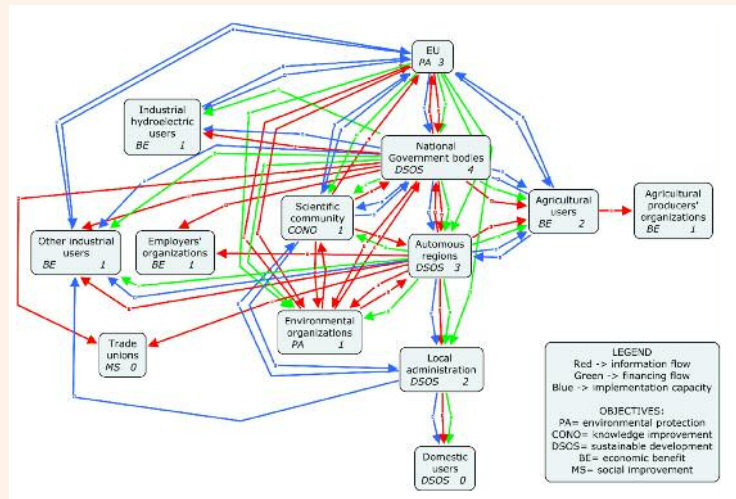 EU
PA 3
Industrial
hydroelectric
users
BE 1
National
Government bodies
DSOS 4
Scientific
community
CONO 1
Agricultural
users
BE 2
Agricultural
producers'
organizations
BE 1
Other industrial
users
BE 1
Employers'
organizations
BE 1
Automous
regions
DSOS 3
Environmental
organizations
PA 1
Trade
unions
MS 0
Local
administration
DSOS 2
Domestic
users
DSOS 0
LEGEND
Red -> information flow
Green -> financing flow
Blue -> implementation capacity
OBJECTIVES:
PA= environmental protection
CONO= knowledge improvement
DSOS= sustainable development
BE= economic benefit
MS= social improvement